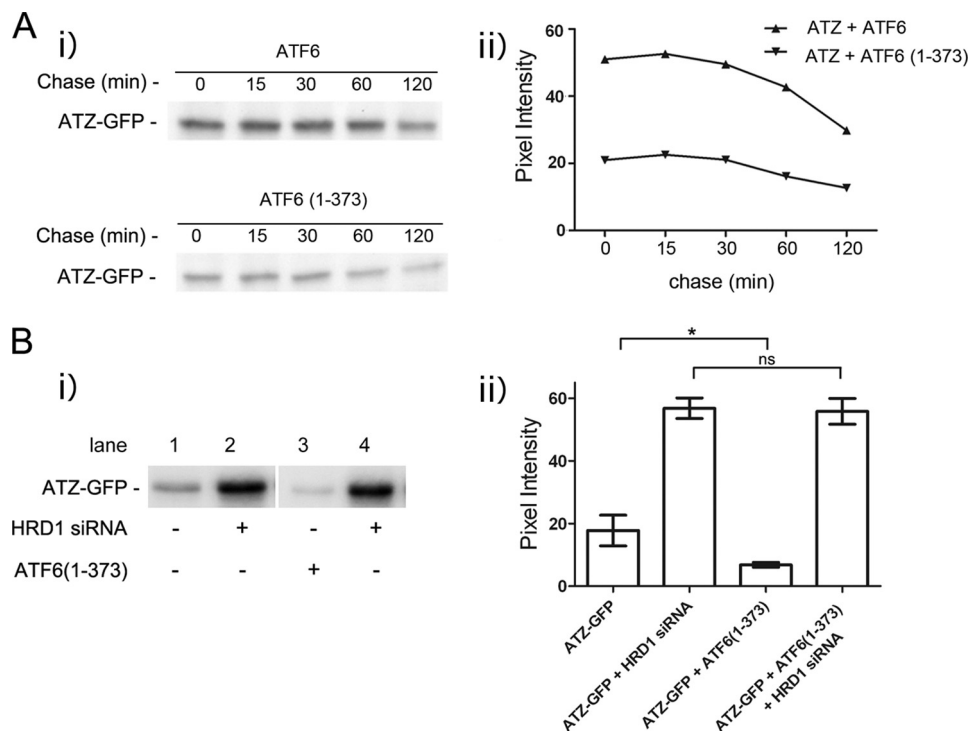 A
i)
ATF6
Chase (min) - 0 15 30 60 120
ATZ-GFP -
ATF6 (1-373)
Chase (min) - 0 15 30 60 120
ATZ-GFP -
ii)
ATZ + ATF6
ATZ + ATF6 (1-373)
Pixel Intensity
60
40
20
0
0 15 30 60 120
chase (min)
B
i)
lane 1 2 3 4
ATZ-GFP -
HRD1 siRNA - + - +
ATF6(1-373) - - + -
ii)
*
ns
Pixel Intensity
60
40
20
0
ATZ-GFP
ATZ-GFP + HRD1 siRNA
ATZ-GFP + ATF6(1-373)
ATZ-GFP + ATF6(1-373)
+ HRD1 siRNA